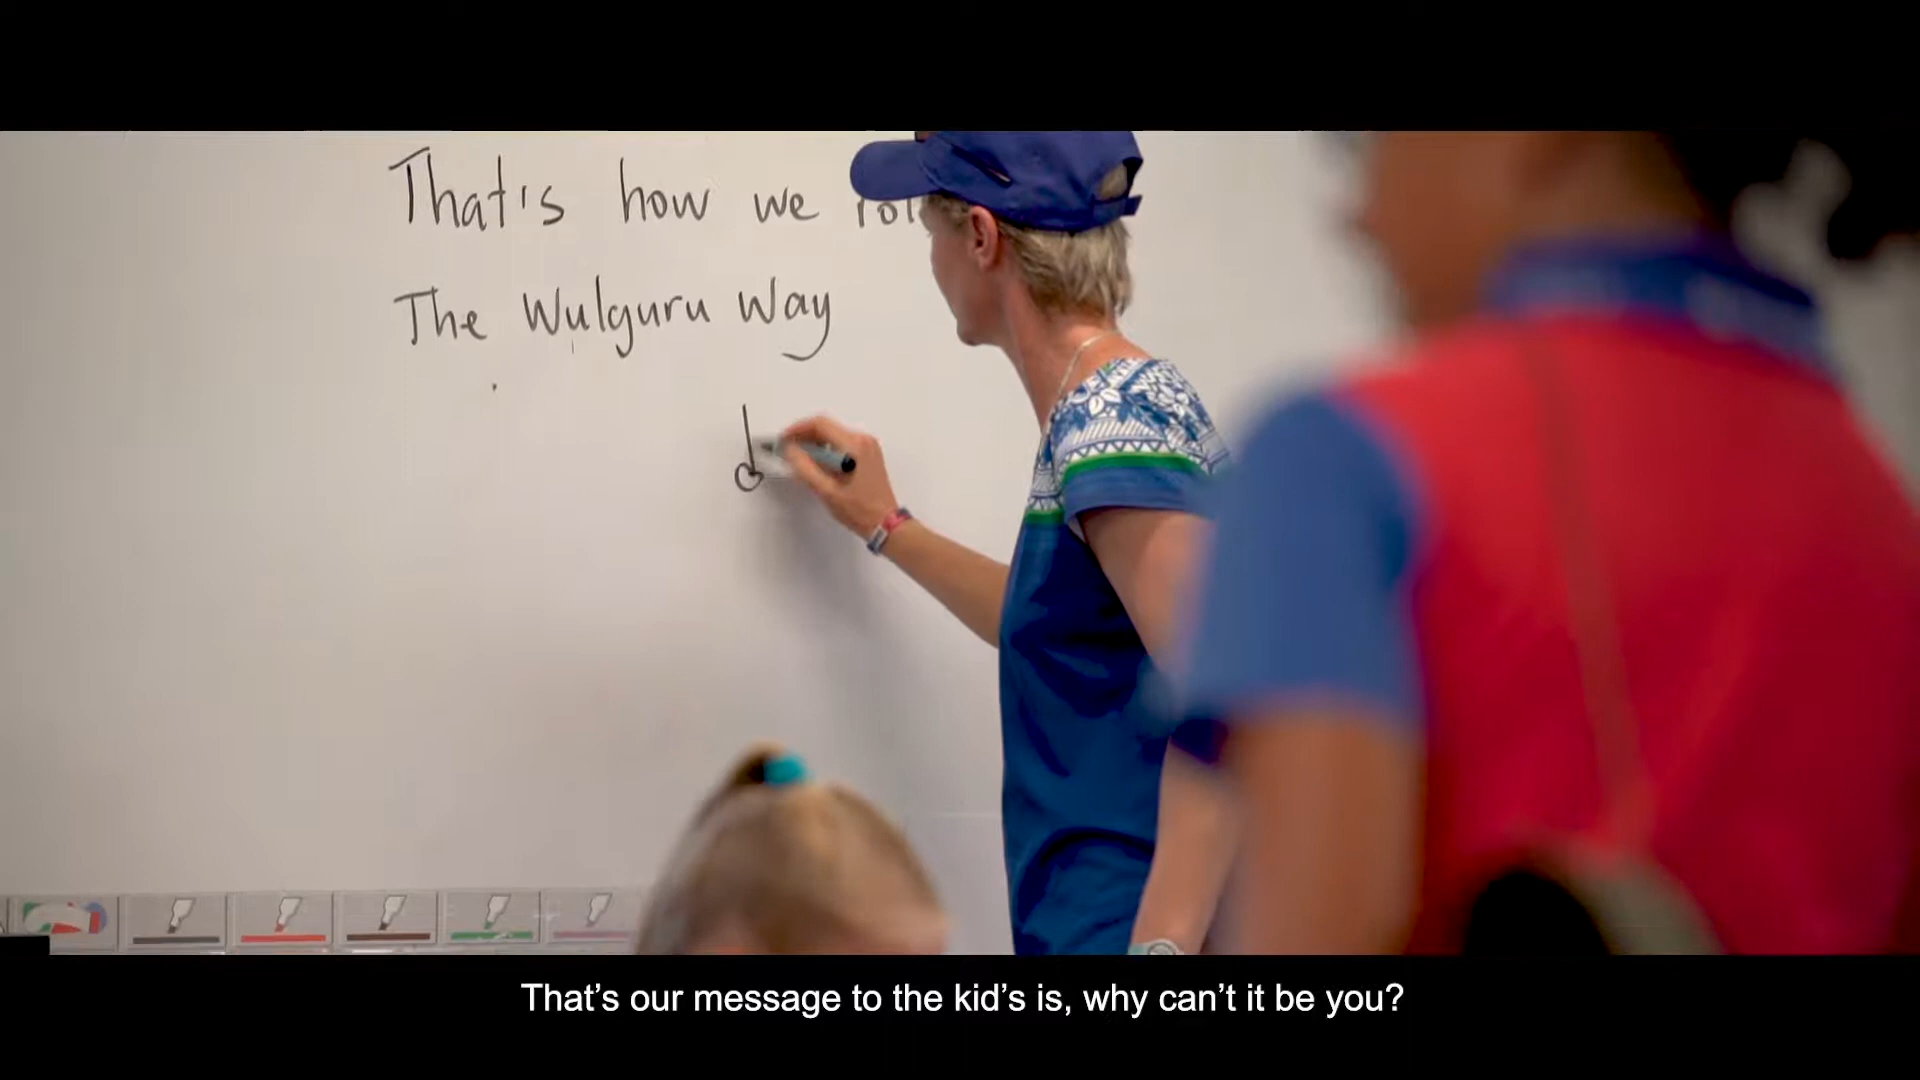 That's how we
The Wulguru Way
That’s our message to the kid’s is, why can’t it be you?